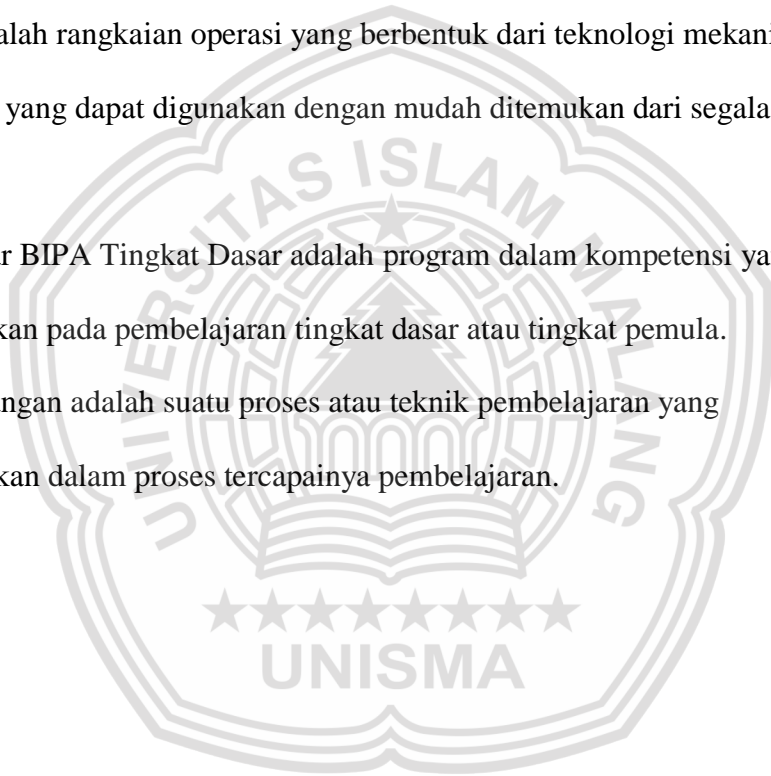 alah rangkaian operasi yang berbentuk dari teknologi mekani
yang dapat digunakan dengan mudah ditemukan dari segala
r BIPA Tingkat Dasar adalah program dalam kompetensi ya
kan pada pembelajaran tingkat dasar atau tingkat pemula.
angan adalah suatu proses atau teknik pembelajaran yang
kan dalam proses tercapainya pembelajaran.
UNIVERSITAS ISLAM MALANG
UNISMA